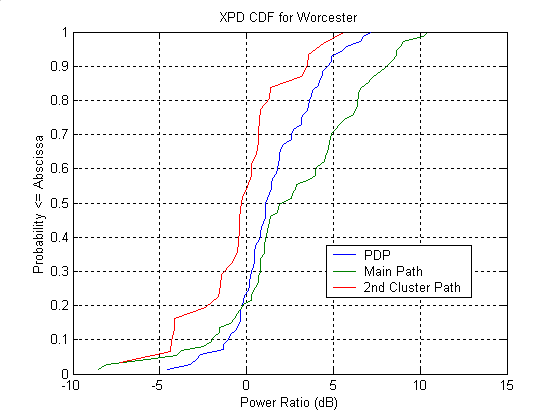 XPD CDF for Worcester
Probability <= Abscissa
1
0.9
0.8
0.7
0.6
0.5
0.4
0.3
0.2
0.1
0
PDP
Main Path
2nd Cluster Path
-10 -5 0 5 10 15
Power Ratio (dB)